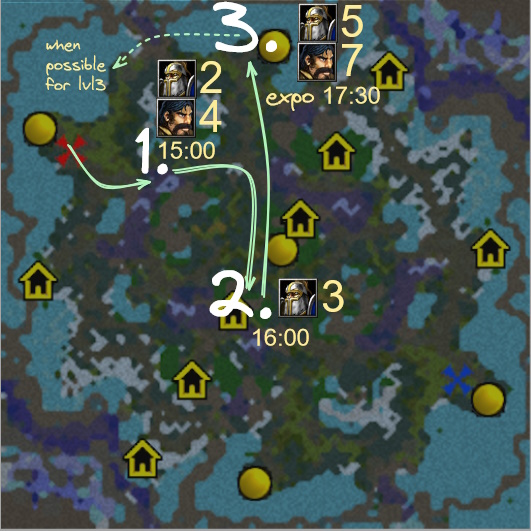 3.
5
7
expo 17:30
when
possible
for lvl3
2
4
1.
15:00
2.
3
16:00